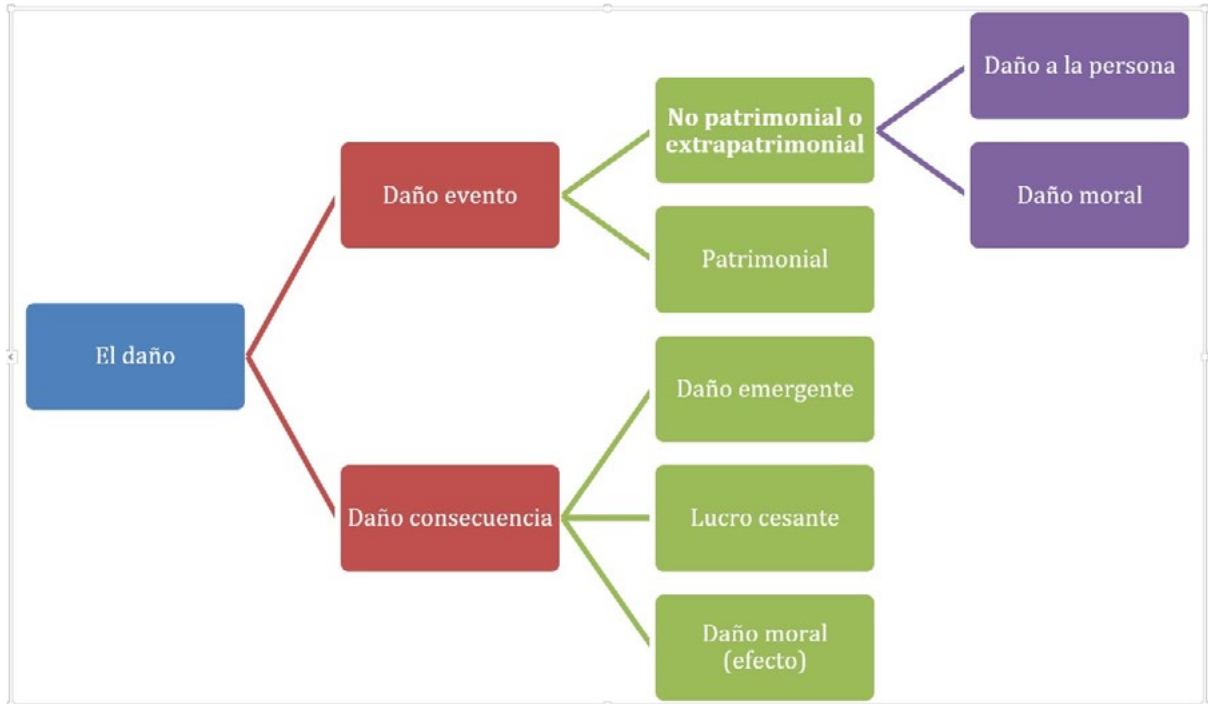 El daño
Daño evento
No patrimonial o
extrapatrimonial
Daño a la persona
Daño moral
Patrimonial
Daño consecuencia
Daño emergente
Lucro cesante
Daño moral
(efecto)